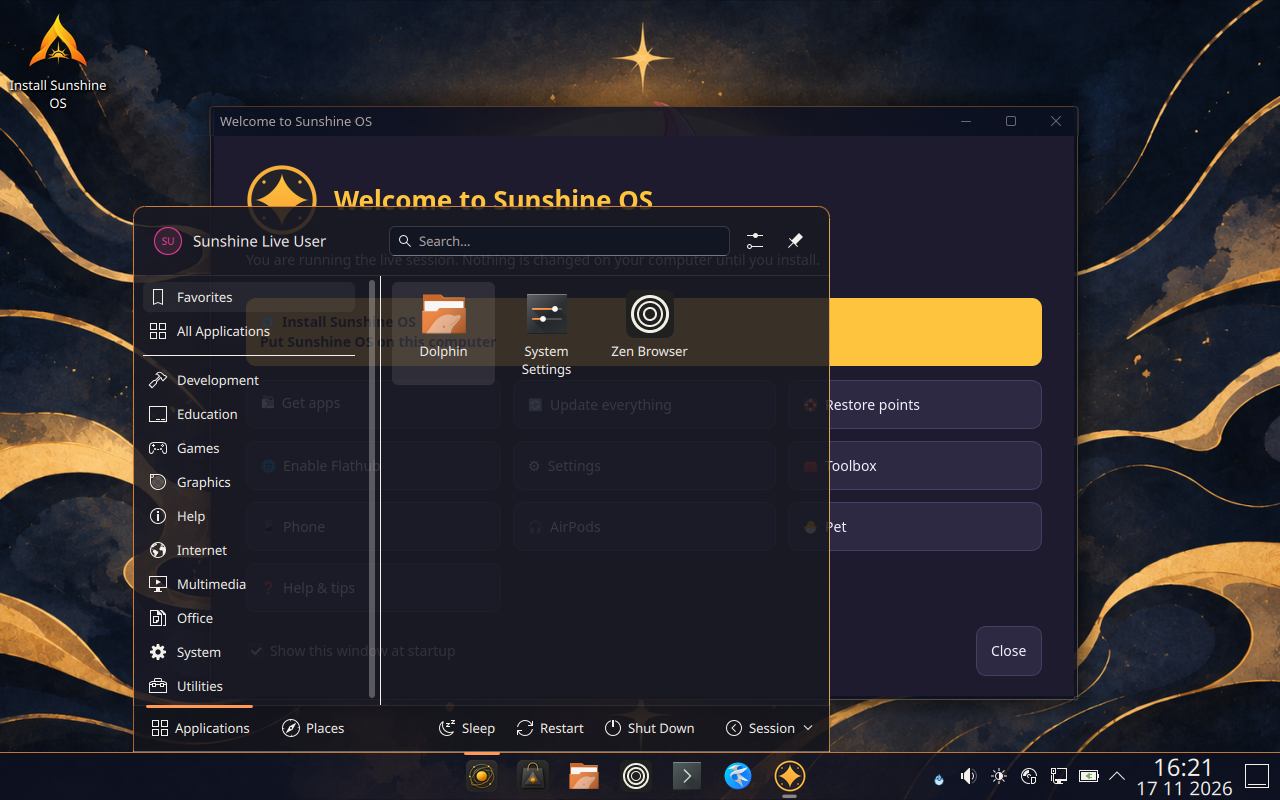 Install Sunshine
OS
Welcome to Sunshine OS
Welcome to Sunshine OS
SU
Sunshine Live User
Search...
You are running the live session. Nothing is changed on your computer until you install.
Favorites
All Applications
Development
Education
Games
Graphics
Help
Internet
Multimedia
Office
System
Utilities
Install Sunshine OS
Put Sunshine OS on this computer
Dolphin
System
Settings
Zen Browser
Get apps
Update everything
Restore points
Enable Flathub
Settings
Toolbox
Phone
AirPods
Pet
Help & tips
Show this window at startup
Close
Applications
Places
Sleep
Restart
Shut Down
Session
16:21
17 11 2026